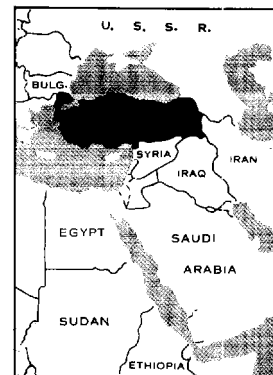 U. S. S. R.
BULG.
SYRIA
IRAN
IRAQ
EGYPT
SAUDI
ARABIA
SUDAN
ETHIOPIA